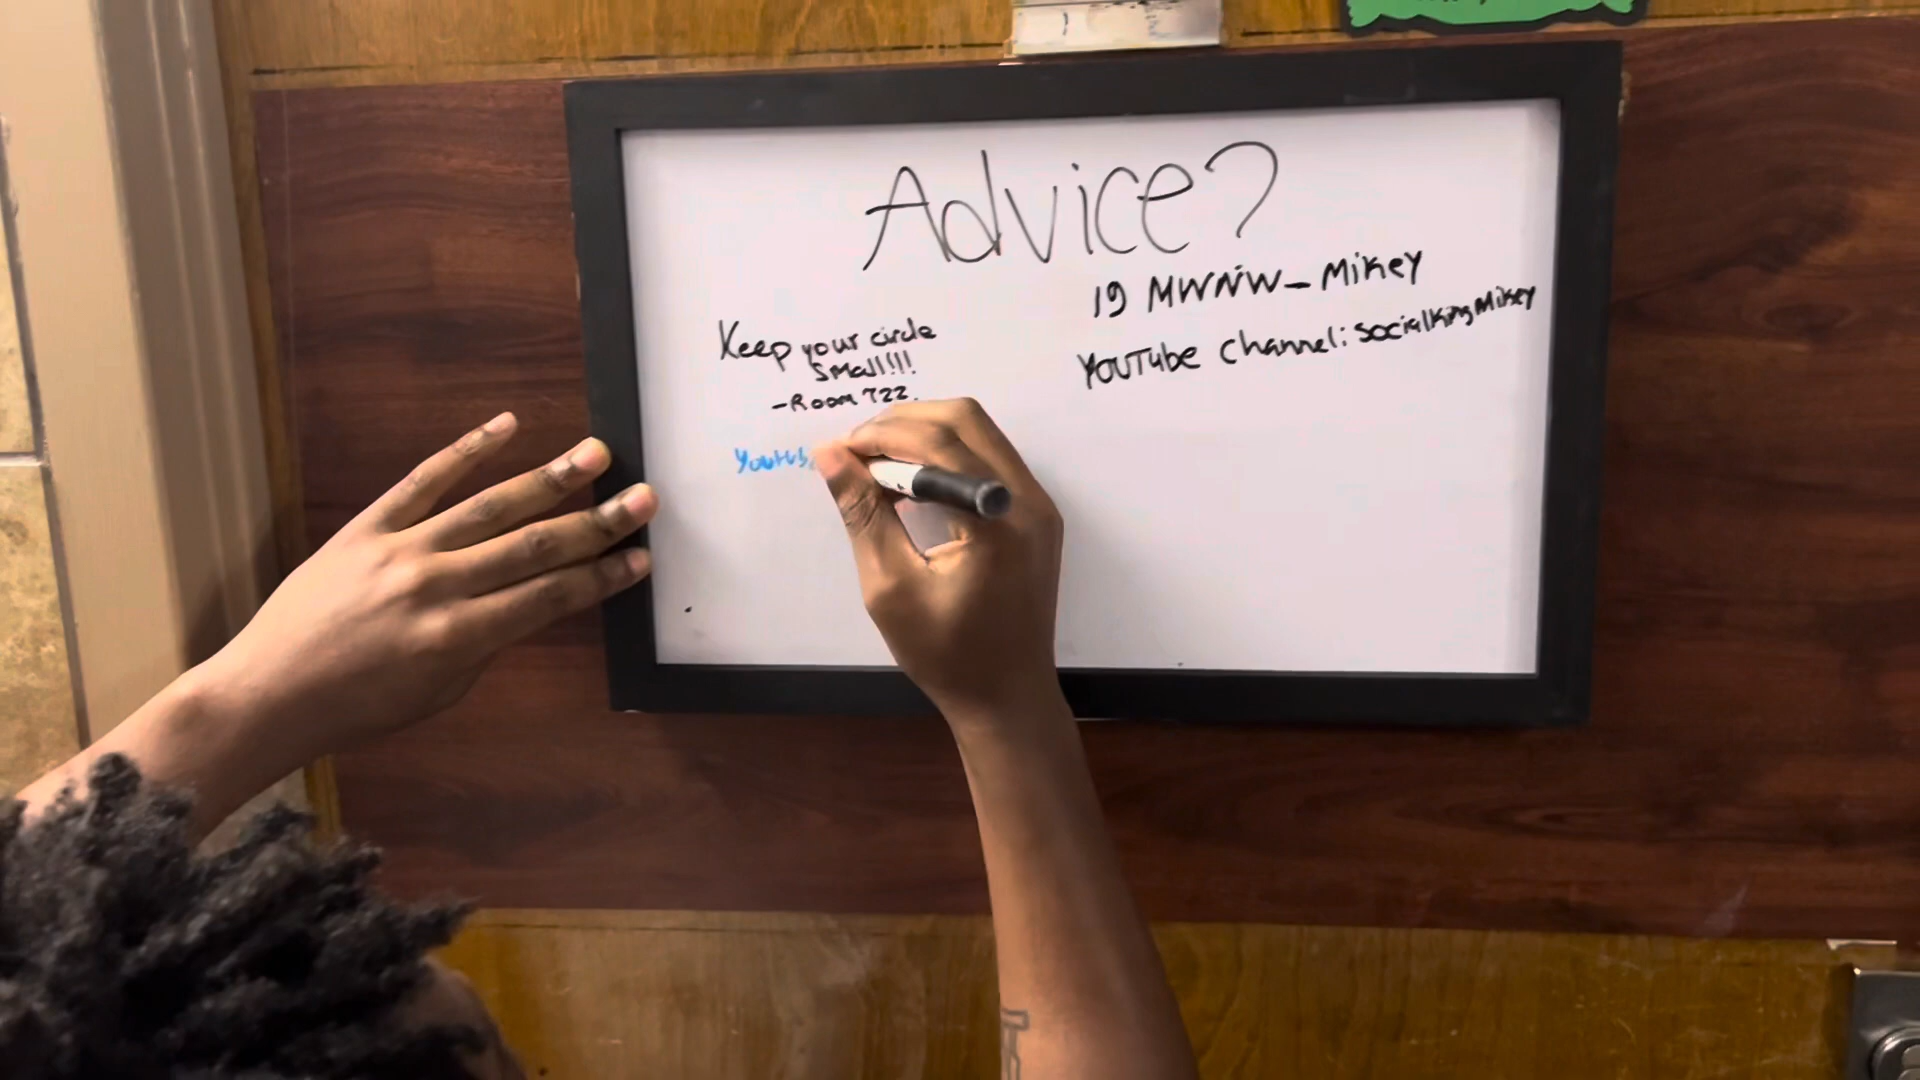 Advice?
19 MWNW_Mikey
YouTube channel: SocialKingMikey
Keep your circle
Small!!!
-Room 722.